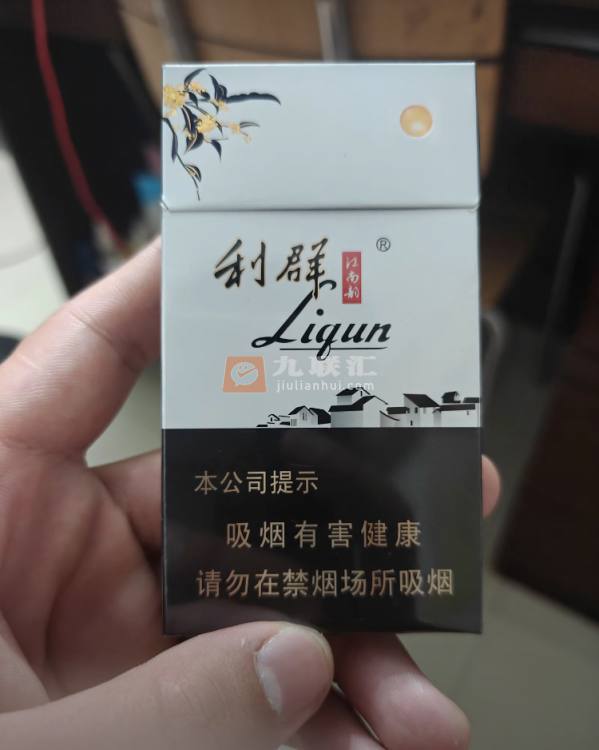 利群
江南韵
®
Liqun
九联汇
jiulianhui.com
本公司提示
吸烟有害健康
请勿在禁烟场所吸烟